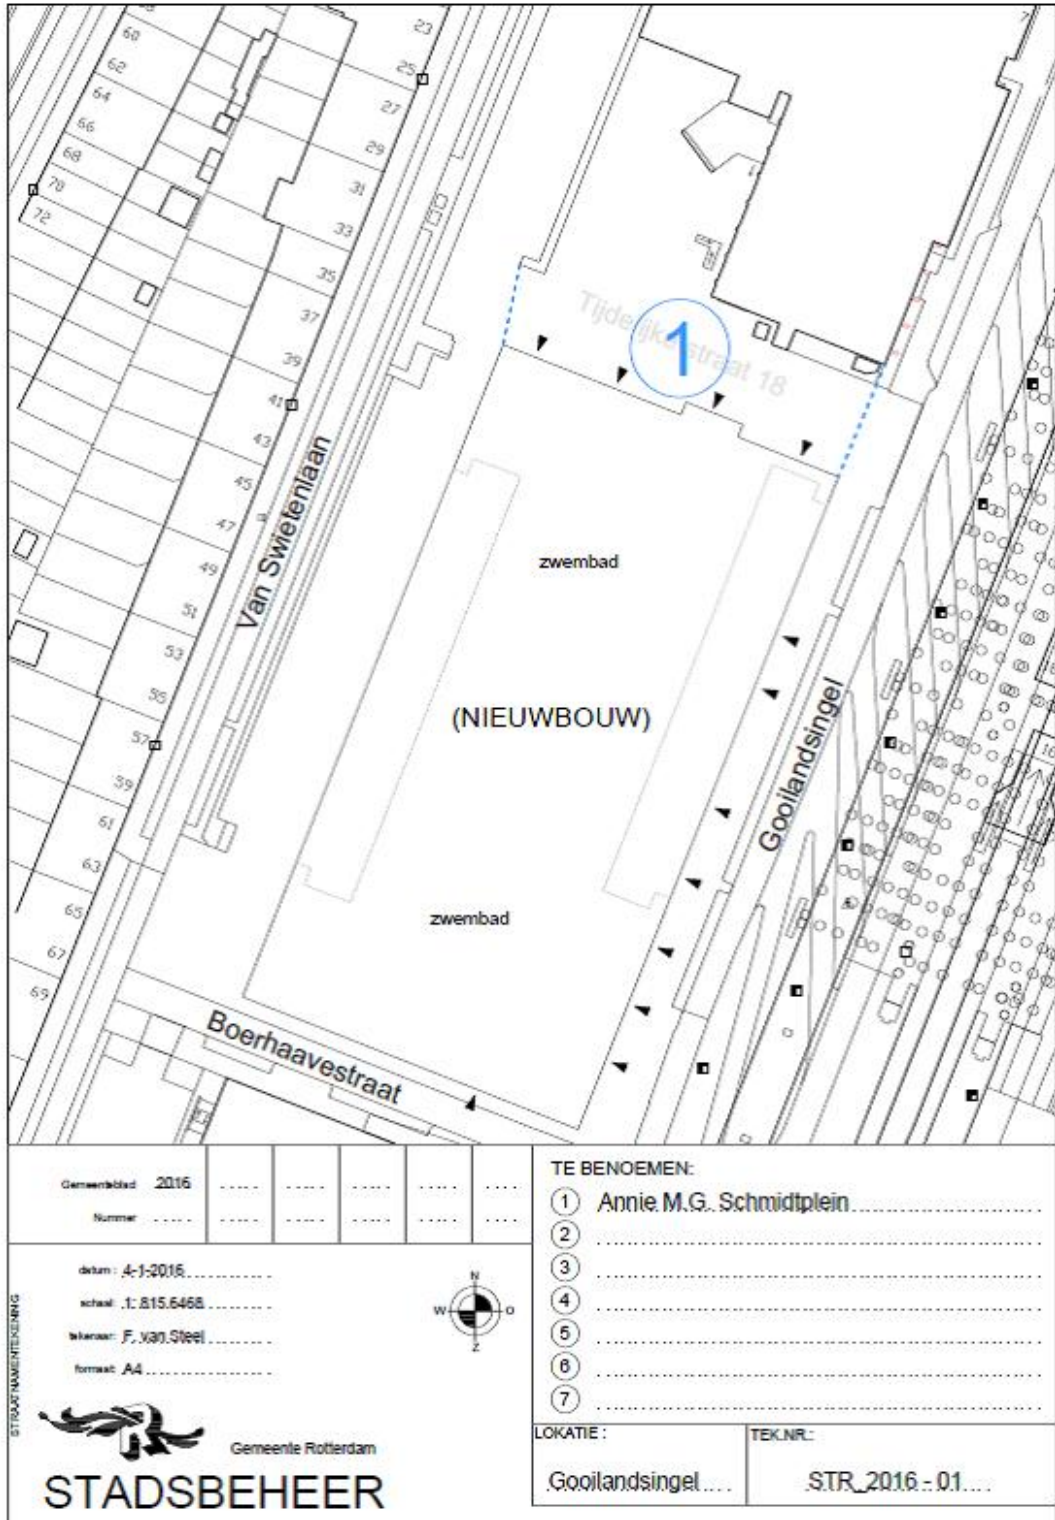 60
62
64
66
68
70
72
23
25
27
29
31
33
35
37
39
41
43
45
47
49
51
53
55
57
59
61
63
65
67
69
7
Tijdelijke straat 18
1
Van Swietenlaan
zwembad
(NIEUWBOUW)
Gooilandsingel
zwembad
Boerhaavestraat
Gemeenteblad 2016
Nummer
datum : 4-1-2016
schaal: 1: 815.6468
tekenaar: F. van Steel
formaat: A4
N
W O
Z
STRAATNAMENTEKENING
Gemeente Rotterdam
STADSBEHEER
TE BENOEMEN:
1 Annie M.G. Schmidtplein
2
3
4
5
6
7
LOKATIE :
Gooilandsingel
TEK.NR.:
STR_2016 - 01